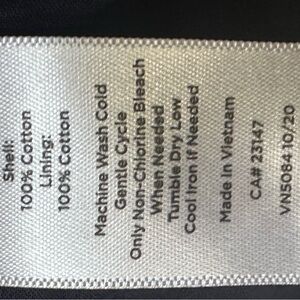 Shell:
100% Cotton
Lining:
100% Cotton
Machine Wash Cold
Gentle Cycle
Only Non-Chlorine Bleach
When Needed
Tumble Dry Low
Cool Iron If Needed
Made in Vietnam
CA# 23147
VN5084 10/20